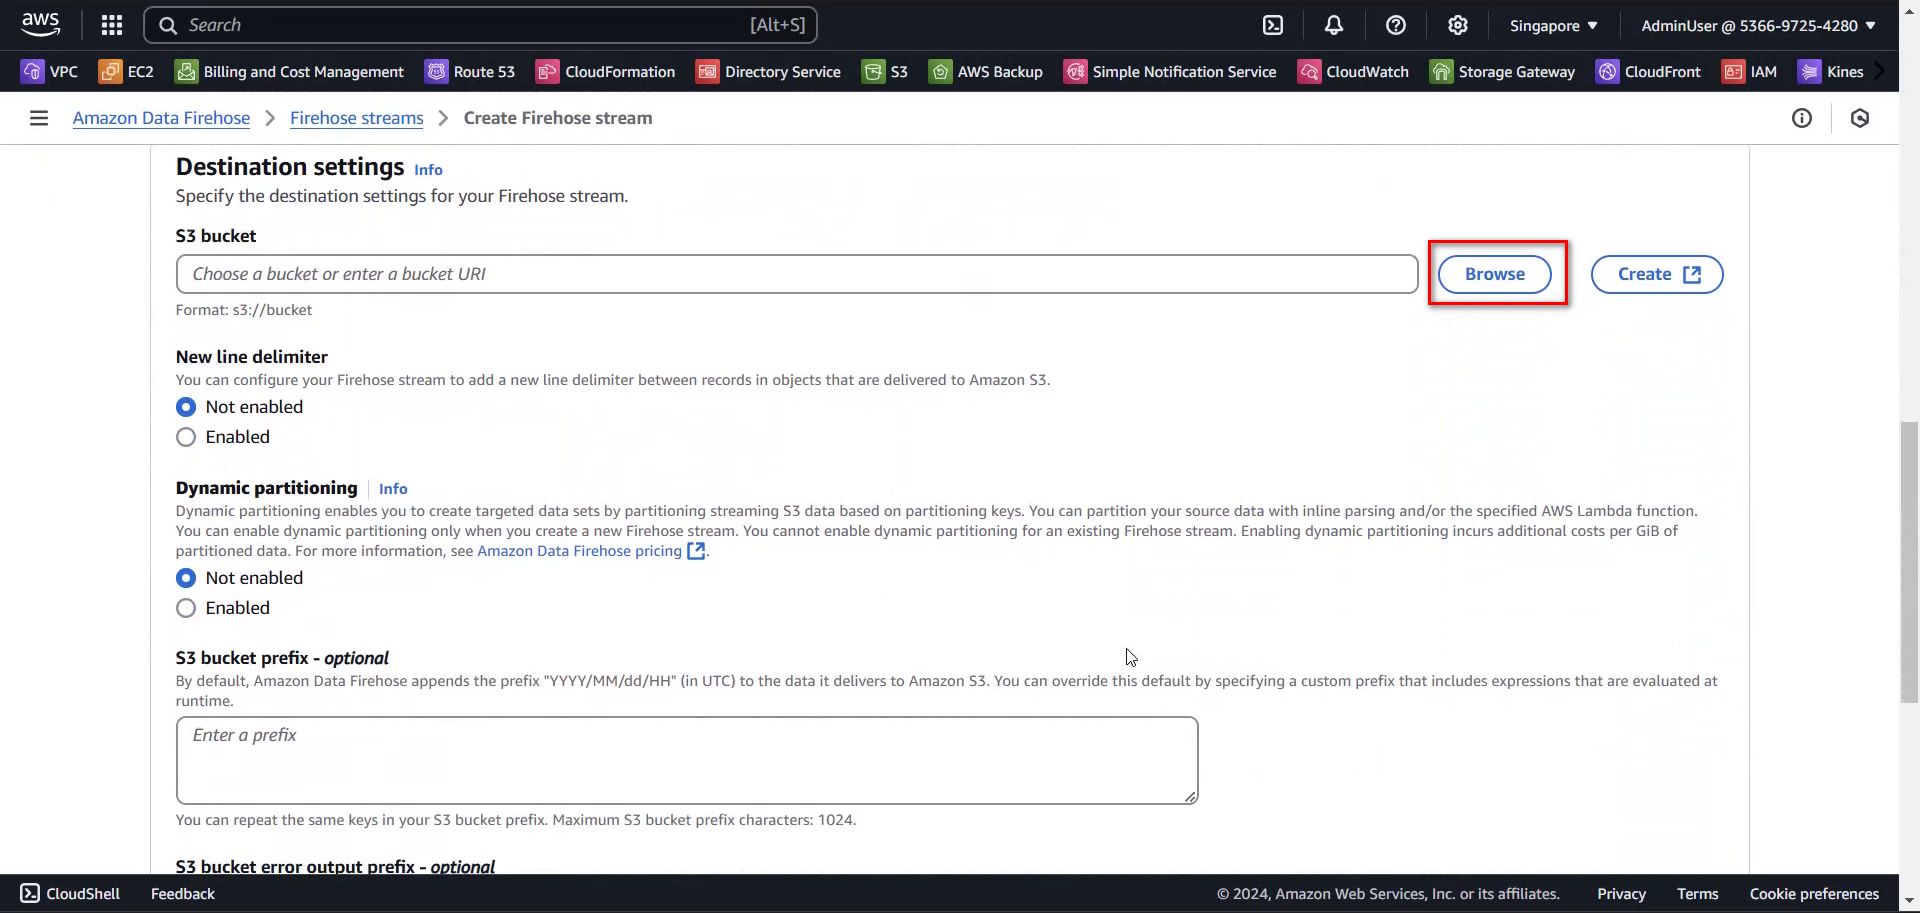 aws
Search
[Alt+S]
Singapore
AdminUser @ 5366-9725-4280
VPC
EC2
Billing and Cost Management
Route 53
CloudFormation
Directory Service
S3
AWS Backup
Simple Notification Service
CloudWatch
Storage Gateway
CloudFront
IAM
Kines
Amazon Data Firehose
Firehose streams
Create Firehose stream
Destination settings Info
Specify the destination settings for your Firehose stream.
S3 bucket
Choose a bucket or enter a bucket URI
Browse
Create
Format: s3://bucket
New line delimiter
You can configure your Firehose stream to add a new line delimiter between records in objects that are delivered to Amazon S3.
Not enabled
Enabled
Dynamic partitioning Info
Dynamic partitioning enables you to create targeted data sets by partitioning streaming S3 data based on partitioning keys. You can partition your source data with inline parsing and/or the specified AWS Lambda function.
You can enable dynamic partitioning only when you create a new Firehose stream. You cannot enable dynamic partitioning for an existing Firehose stream. Enabling dynamic partitioning incurs additional costs per GiB of
partitioned data. For more information, see Amazon Data Firehose pricing.
Not enabled
Enabled
S3 bucket prefix - optional
By default, Amazon Data Firehose appends the prefix "YYYY/MM/dd/HH" (in UTC) to the data it delivers to Amazon S3. You can override this default by specifying a custom prefix that includes expressions that are evaluated at
runtime.
Enter a prefix
You can repeat the same keys in your S3 bucket prefix. Maximum S3 bucket prefix characters: 1024.
S3 bucket error output prefix - optional
CloudShell
Feedback
© 2024, Amazon Web Services, Inc. or its affiliates.
Privacy
Terms
Cookie preferences